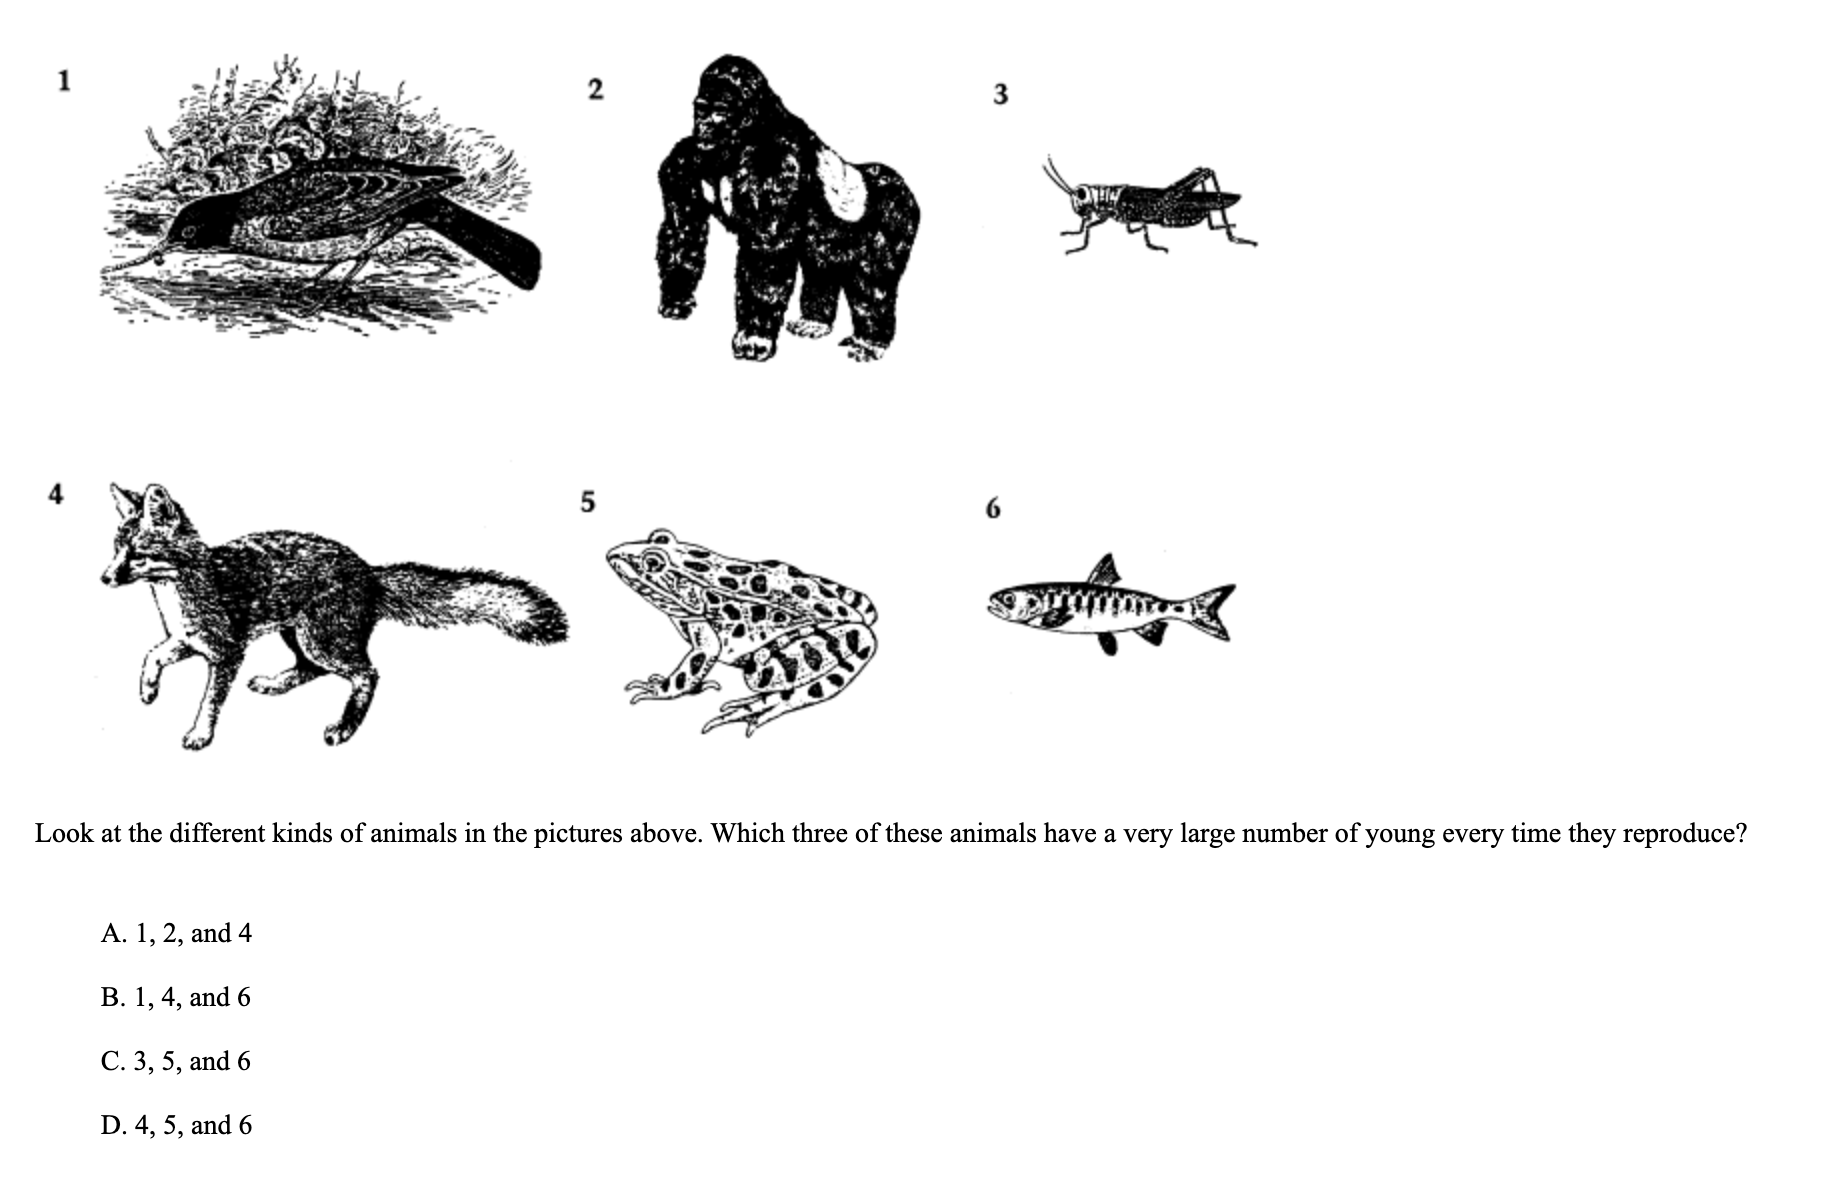 1
2
3
4
5
6
Look at the different kinds of animals in the pictures above. Which three of these animals have a very large number of young every time they reproduce?
A. 1, 2, and 4
B. 1, 4, and 6
C. 3, 5, and 6
D. 4, 5, and 6